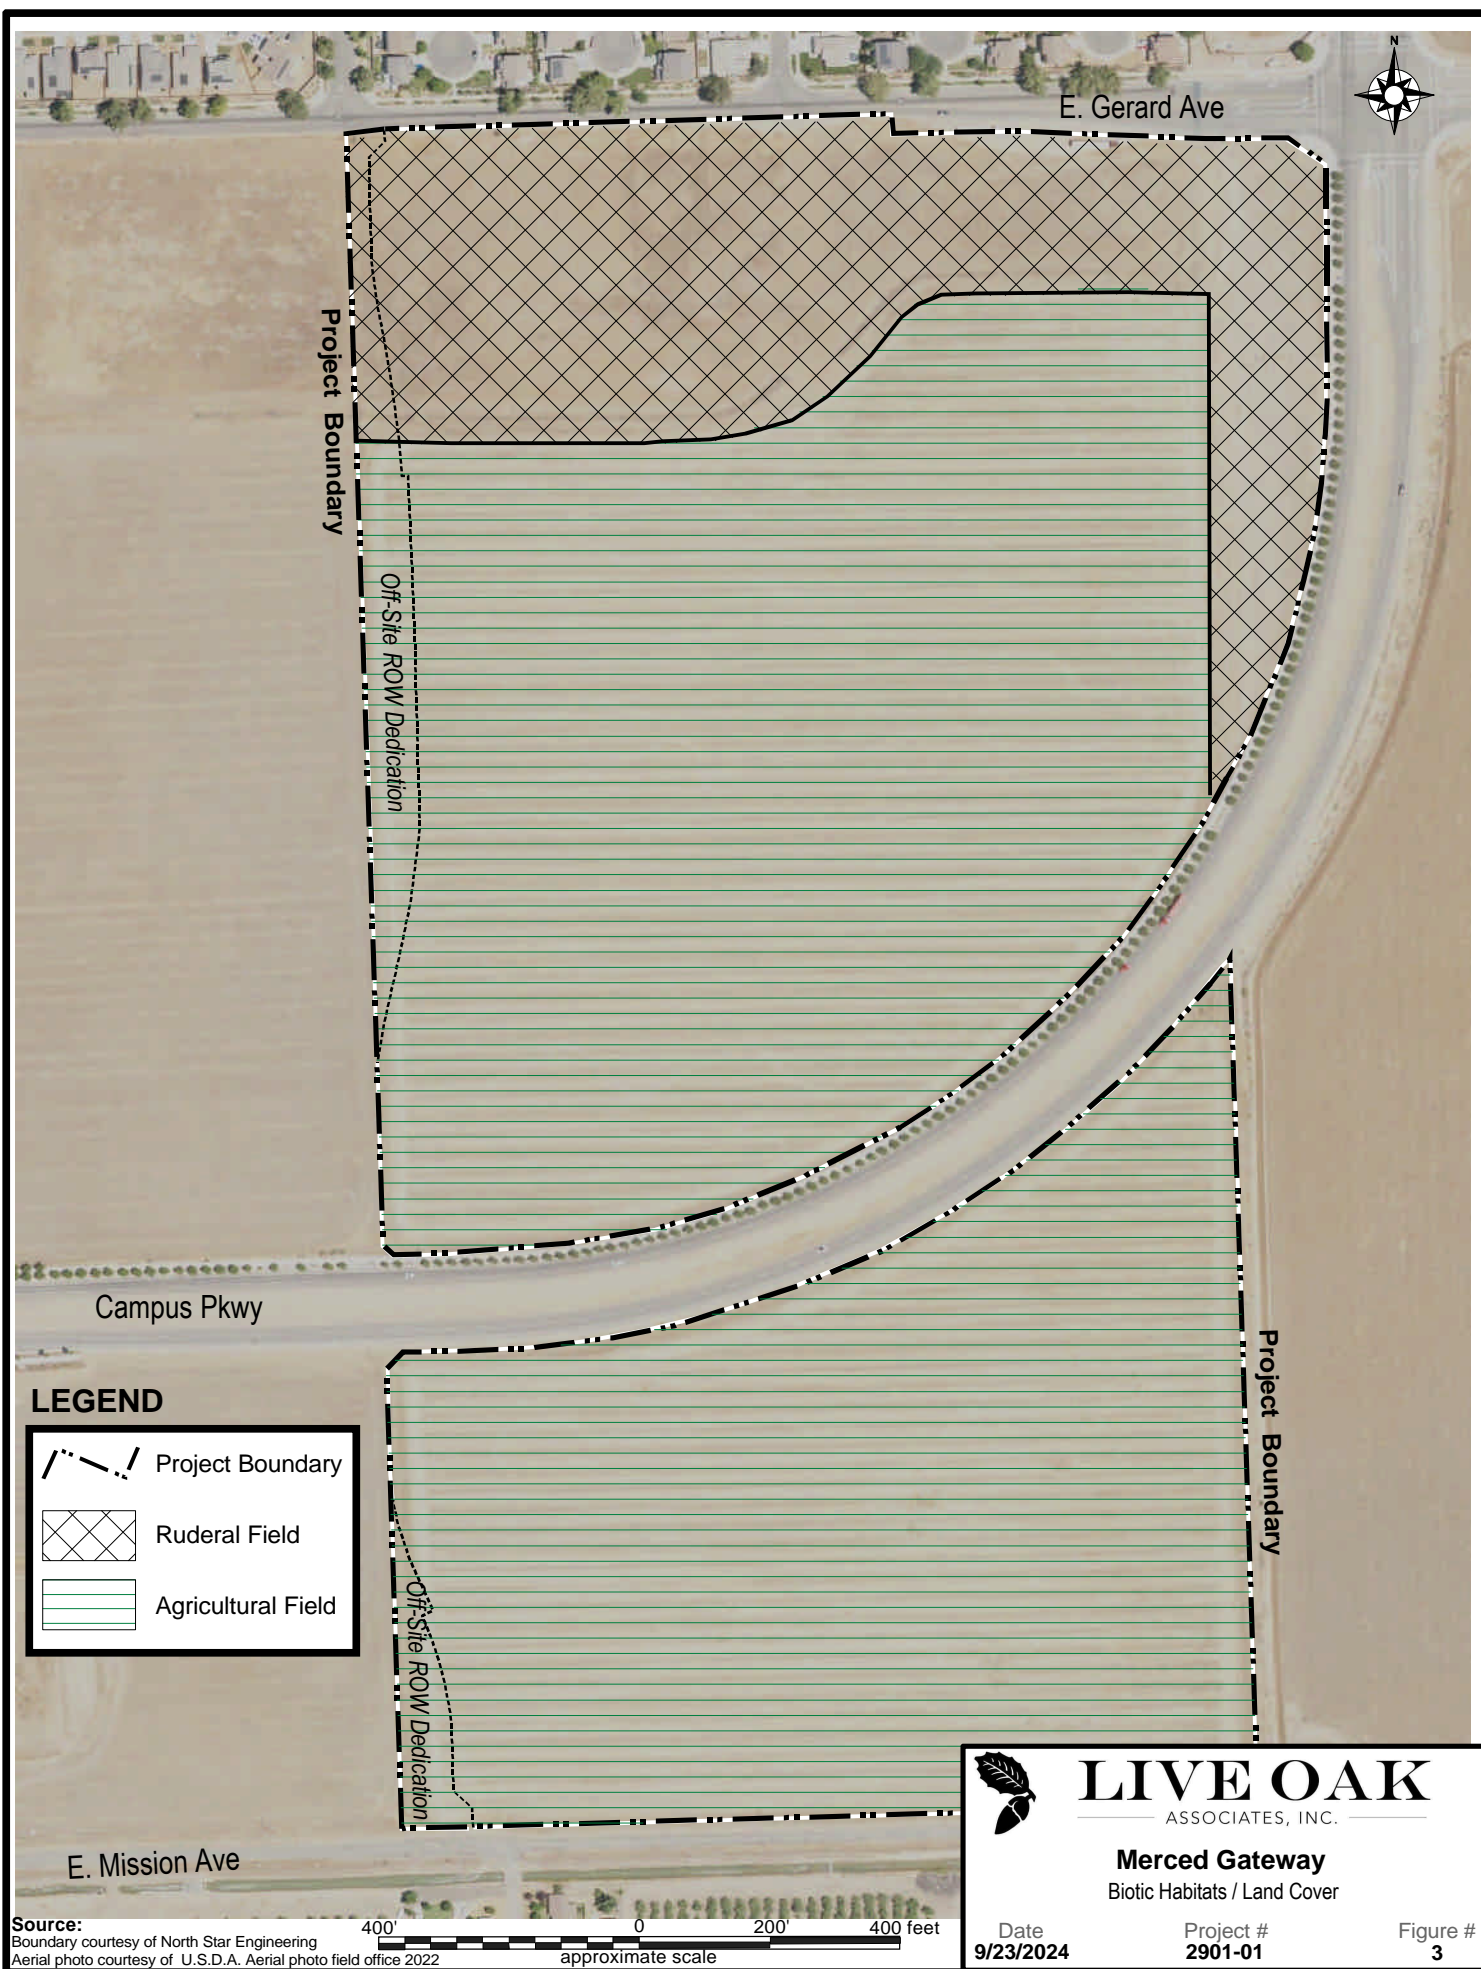 N
E. Gerard Ave
Project Boundary
Off-Site ROW Dedication
Campus Pkwy
Project Boundary
LEGEND
Project Boundary
Ruderal Field
Agricultural Field
Off-Site ROW Dedication
E. Mission Ave
LIVE OAK
ASSOCIATES, INC.
Merced Gateway
Biotic Habitats / Land Cover
Date
9/23/2024
Project #
2901-01
Figure #
3
Source:
Boundary courtesy of North Star Engineering
Aerial photo courtesy of U.S.D.A. Aerial photo field office 2022
400' 0 200' 400 feet
approximate scale